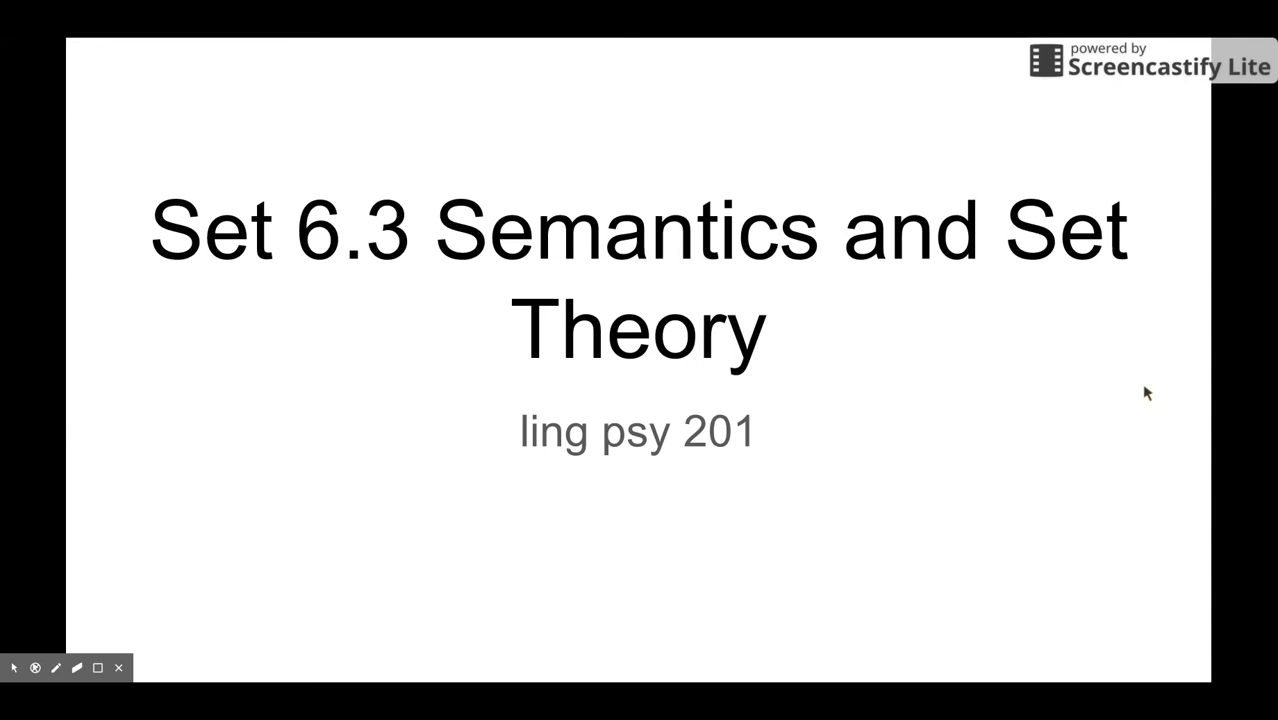 powered by
Screencastify Lite
Set 6.3 Semantics and Set
Theory
ling psy 201